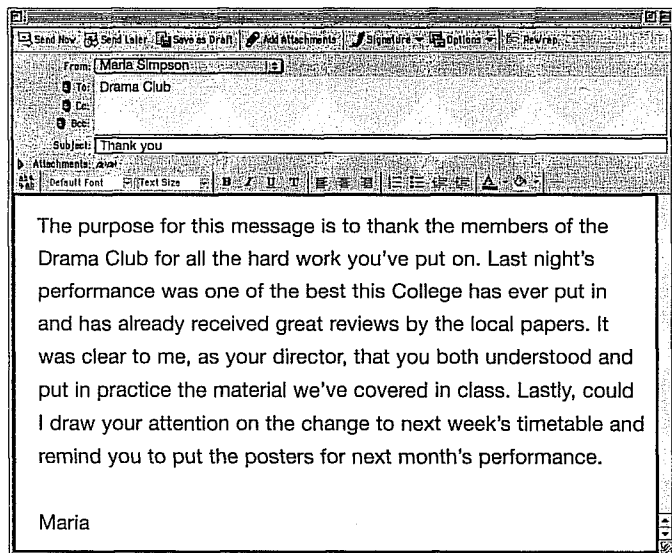 Send Now Send Later Save as Draft Add Attachments Signature Options Rewrap
From: Maria Simpson
To: Drama Club
Cc:
Bcc:
Subject: Thank you
Attachments:
Default Font Text Size B I U T A
The purpose for this message is to thank the members of the
Drama Club for all the hard work you've put on. Last night's
performance was one of the best this College has ever put in
and has already received great reviews by the local papers. It
was clear to me, as your director, that you both understood and
put in practice the material we've covered in class. Lastly, could
I draw your attention on the change to next week's timetable and
remind you to put the posters for next month's performance.
Maria